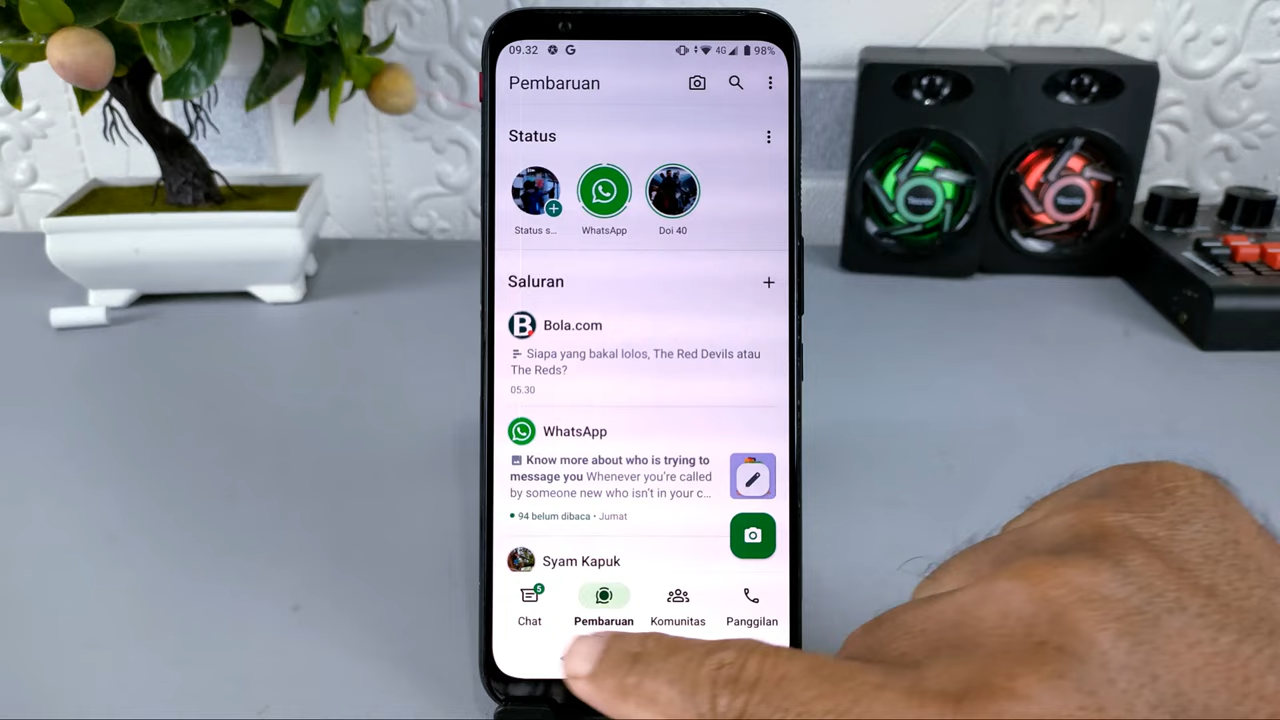 09.32
4G
98%
Pembaruan
Status
Status s...
WhatsApp
Doi 40
Saluran
Bola.com
Siapa yang bakal lolos, The Red Devils atau
The Reds?
05.30
WhatsApp
Know more about who is trying to
message you Whenever you're called
by someone new who isn't in your c...
94 belum dibaca • Jumat
Syam Kapuk
5
Chat
Pembaruan
Komunitas
Panggilan